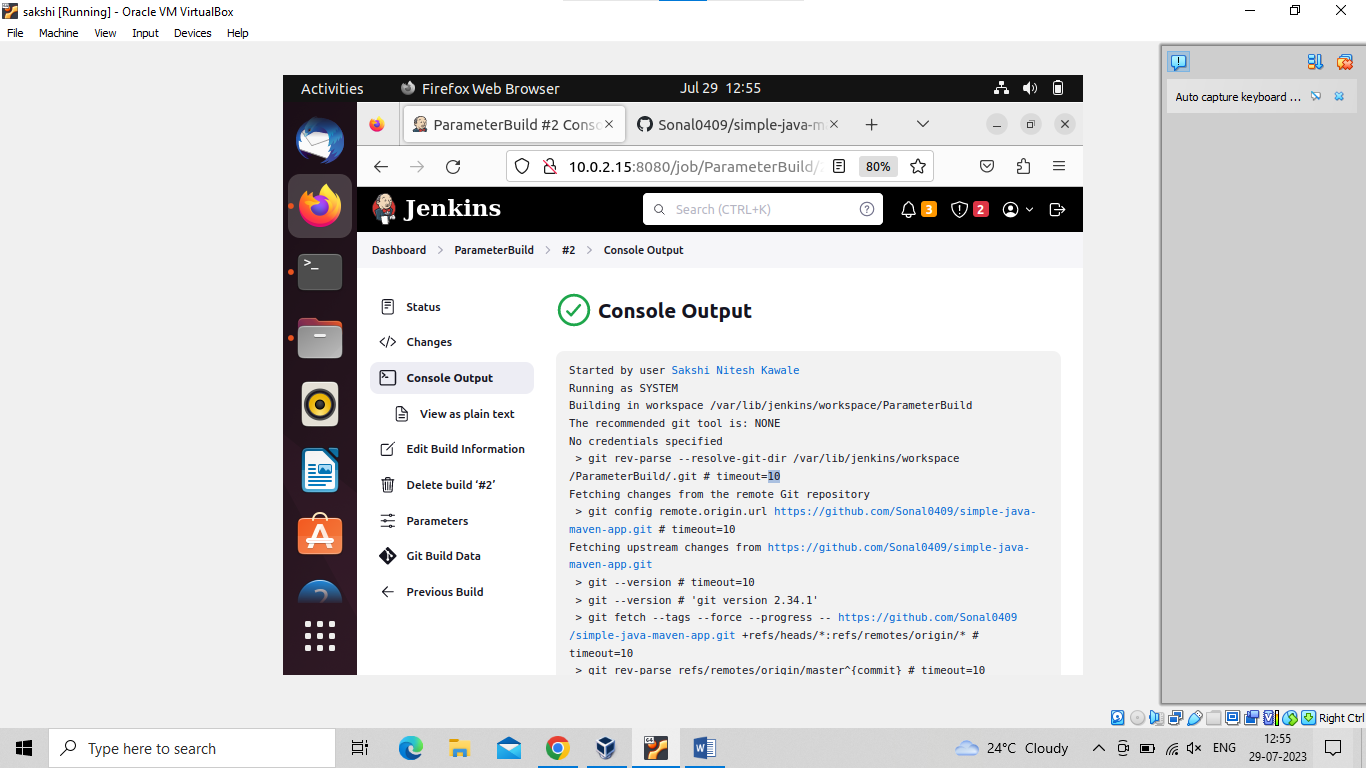 sakshi [Running] - Oracle VM VirtualBox
File Machine View Input Devices Help
Auto capture keyboard ...
Activities Firefox Web Browser Jul 29 12:55
ParameterBuild #2 Conso
Sonal0409/simple-java-m
10.0.2.15:8080/job/ParameterBuild/ 80%
Jenkins
Search (CTRL+K)
3
2
Dashboard ParameterBuild #2 Console Output
Status
Changes
Console Output
View as plain text
Edit Build Information
Delete build ‘#2’
Parameters
Git Build Data
Previous Build
Console Output
Started by user Sakshi Nitesh Kawale
Running as SYSTEM
Building in workspace /var/lib/jenkins/workspace/ParameterBuild
The recommended git tool is: NONE
No credentials specified
> git rev-parse --resolve-git-dir /var/lib/jenkins/workspace
/ParameterBuild/.git # timeout=10
Fetching changes from the remote Git repository
> git config remote.origin.url https://github.com/Sonal0409/simple-java-
maven-app.git # timeout=10
Fetching upstream changes from https://github.com/Sonal0409/simple-java-
maven-app.git
> git --version # timeout=10
> git --version # 'git version 2.34.1'
> git fetch --tags --force --progress -- https://github.com/Sonal0409
/simple-java-maven-app.git +refs/heads/*:refs/remotes/origin/* #
timeout=10
> git rev-parse refs/remotes/origin/master^{commit} # timeout=10
Right Ctrl
Type here to search
24°C Cloudy
ENG
12:55
29-07-2023